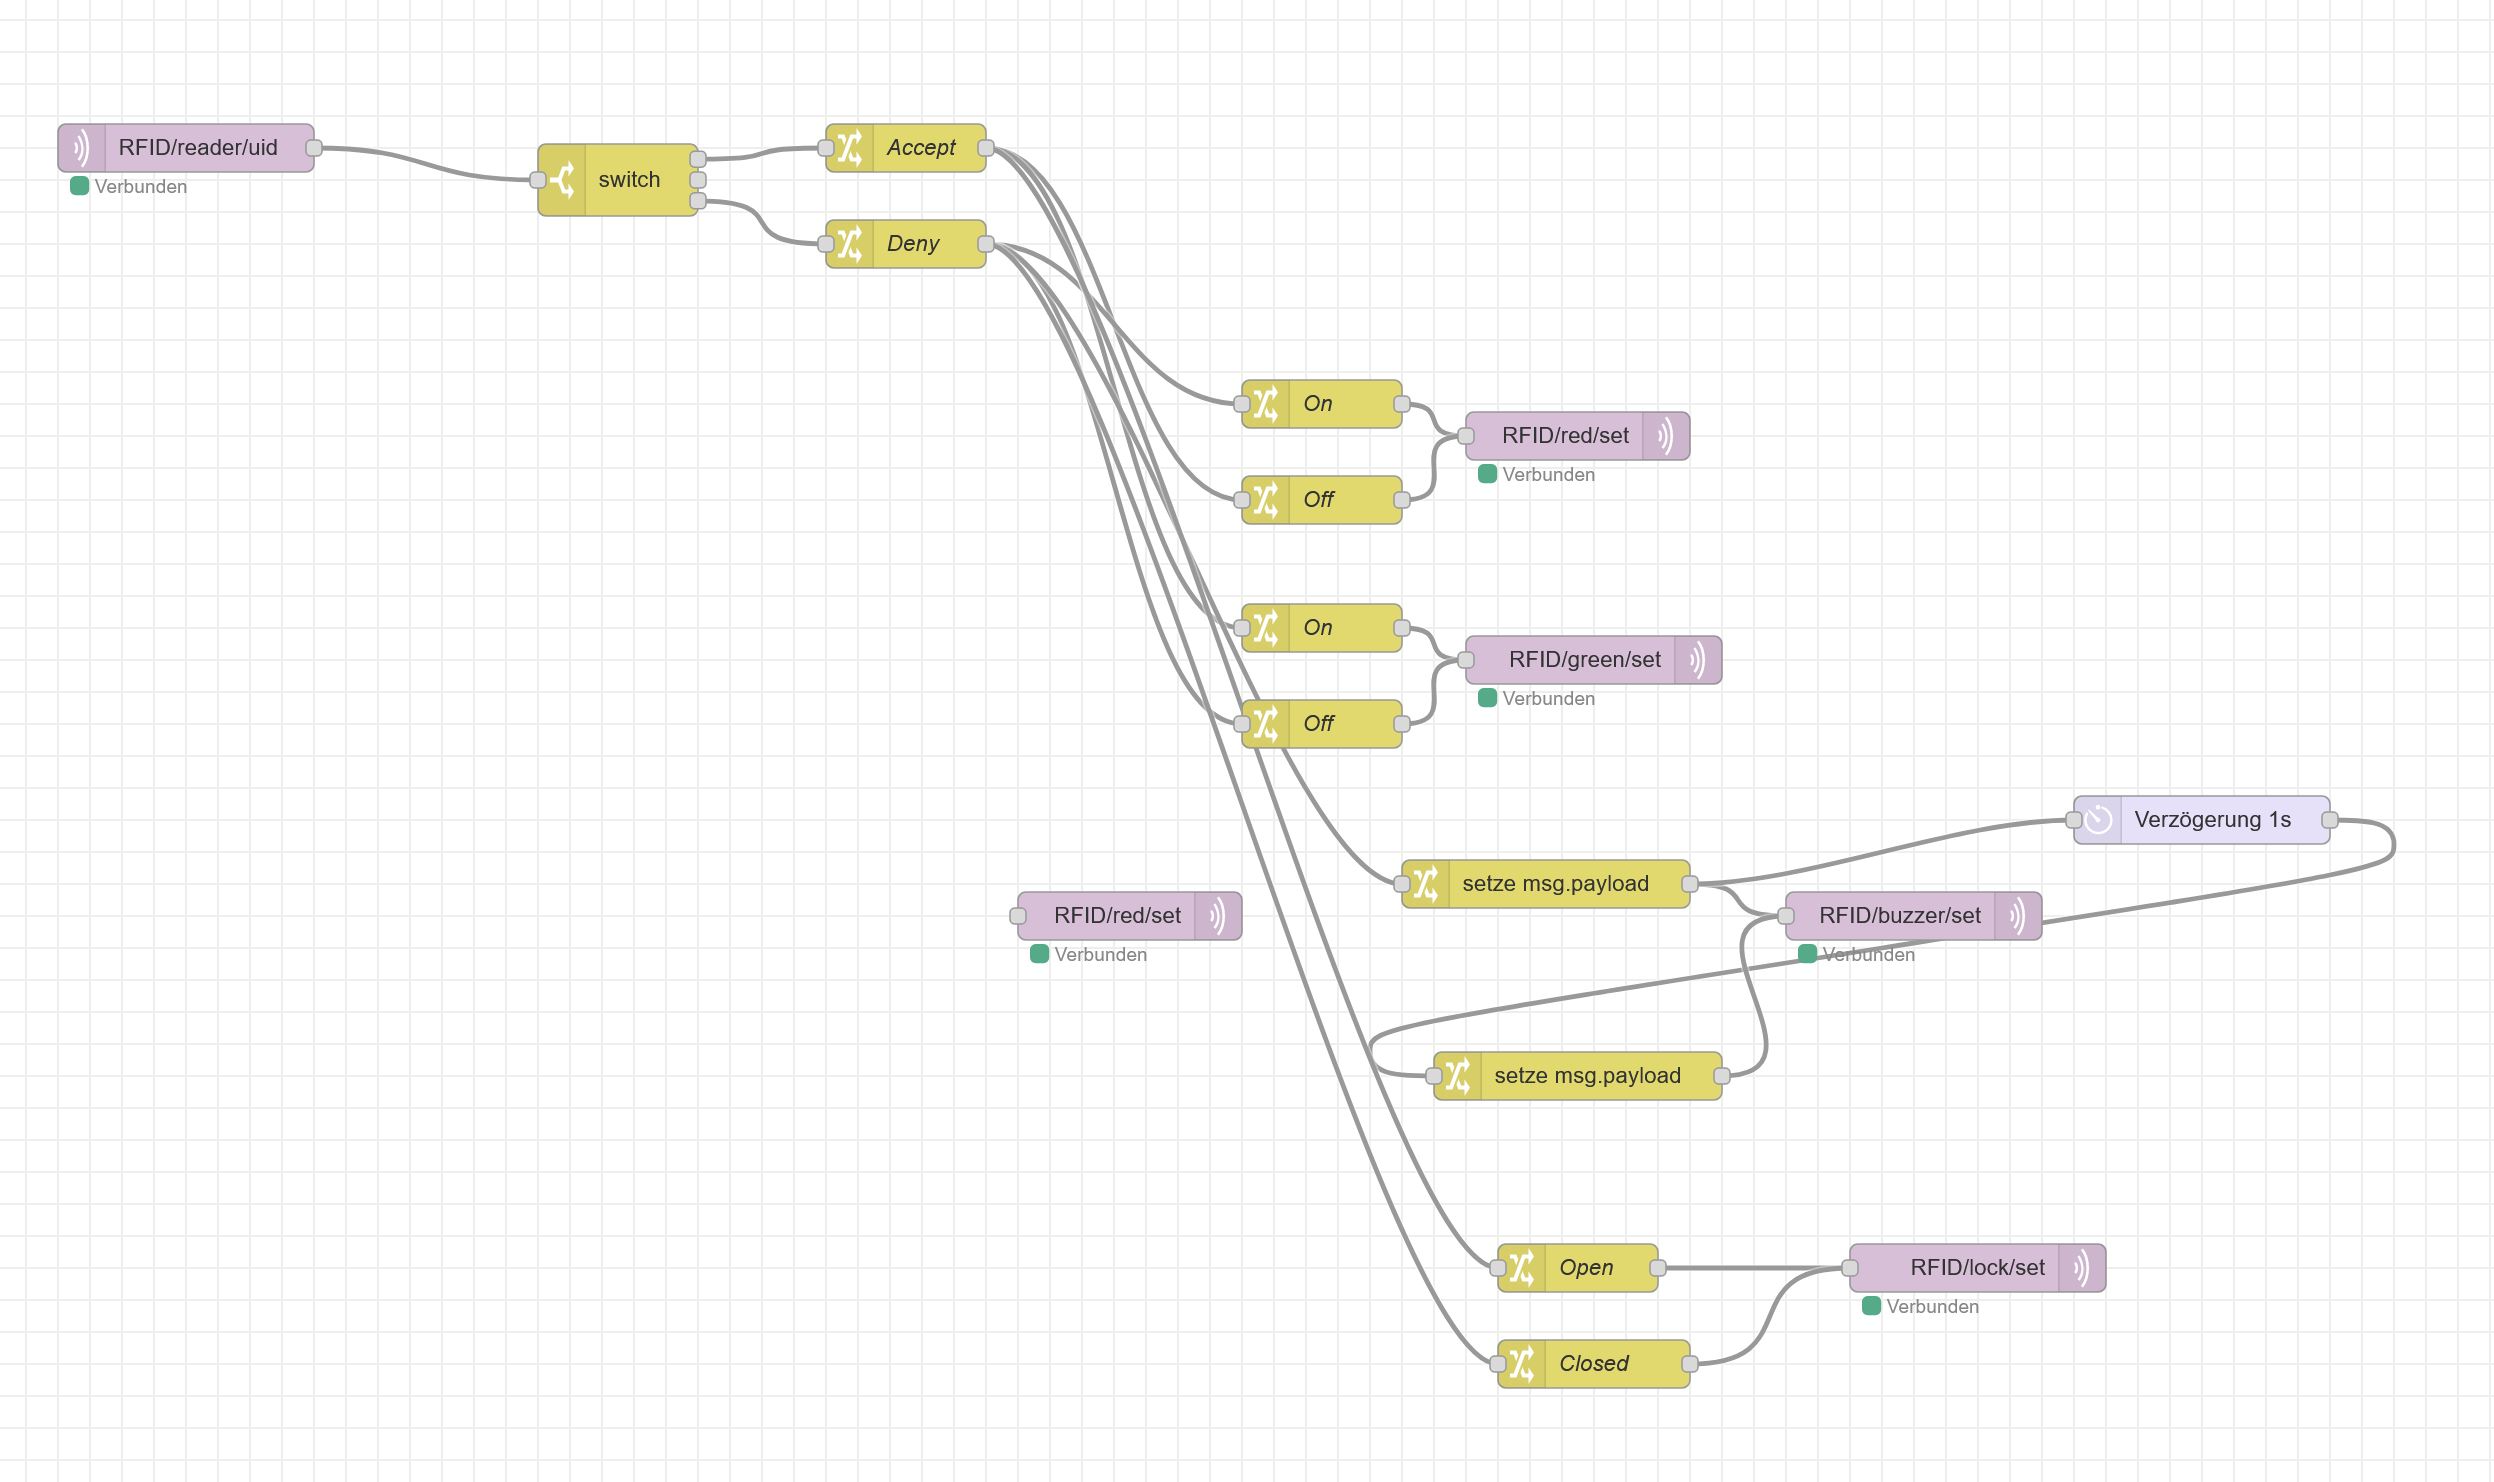 RFID/reader/uid
Verbunden
switch
Accept
Deny
On
RFID/red/set
Verbunden
Off
On
RFID/green/set
Verbunden
Off
Verzögerung 1s
setze msg.payload
RFID/red/set
Verbunden
RFID/buzzer/set
Verbunden
setze msg.payload
Open
RFID/lock/set
Verbunden
Closed